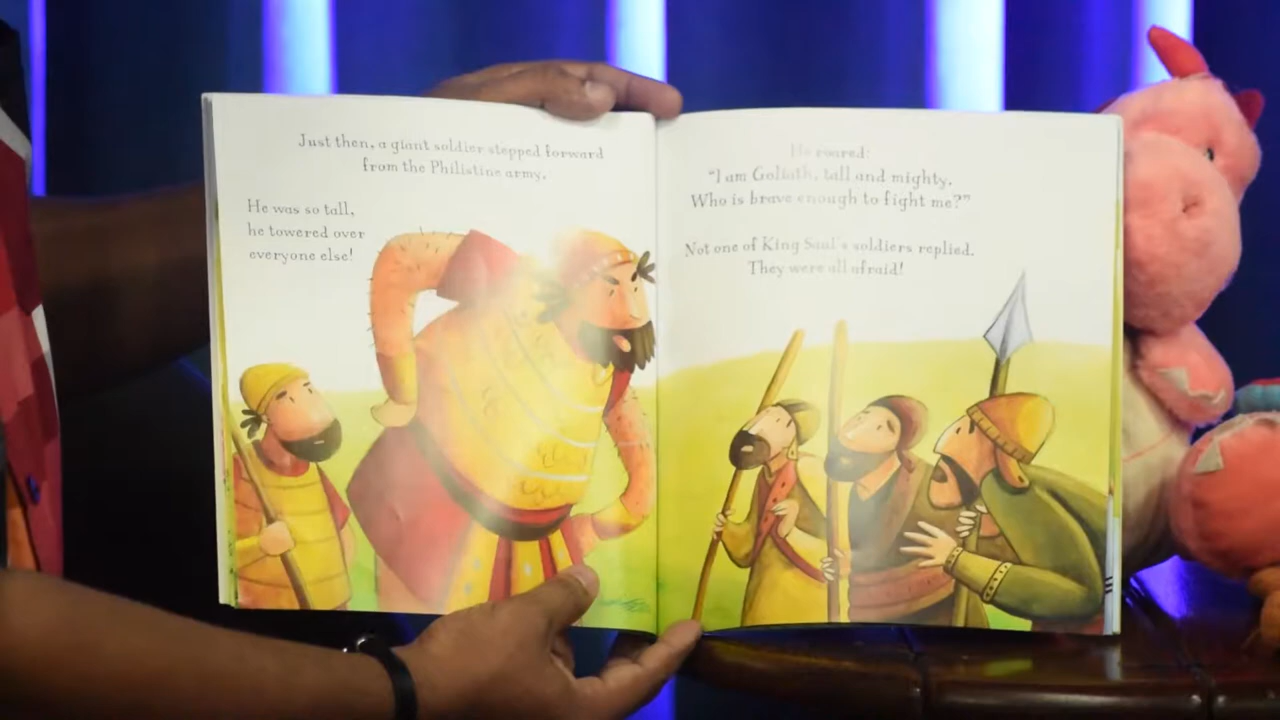 Just then, a giant soldier stepped forward
from the Philistine army.
He was so tall,
he towered over
everyone else!
He roared:
"I am Goliath, tall and mighty.
Who is brave enough to fight me?"
Not one of King Saul's soldiers replied.
They were all afraid!